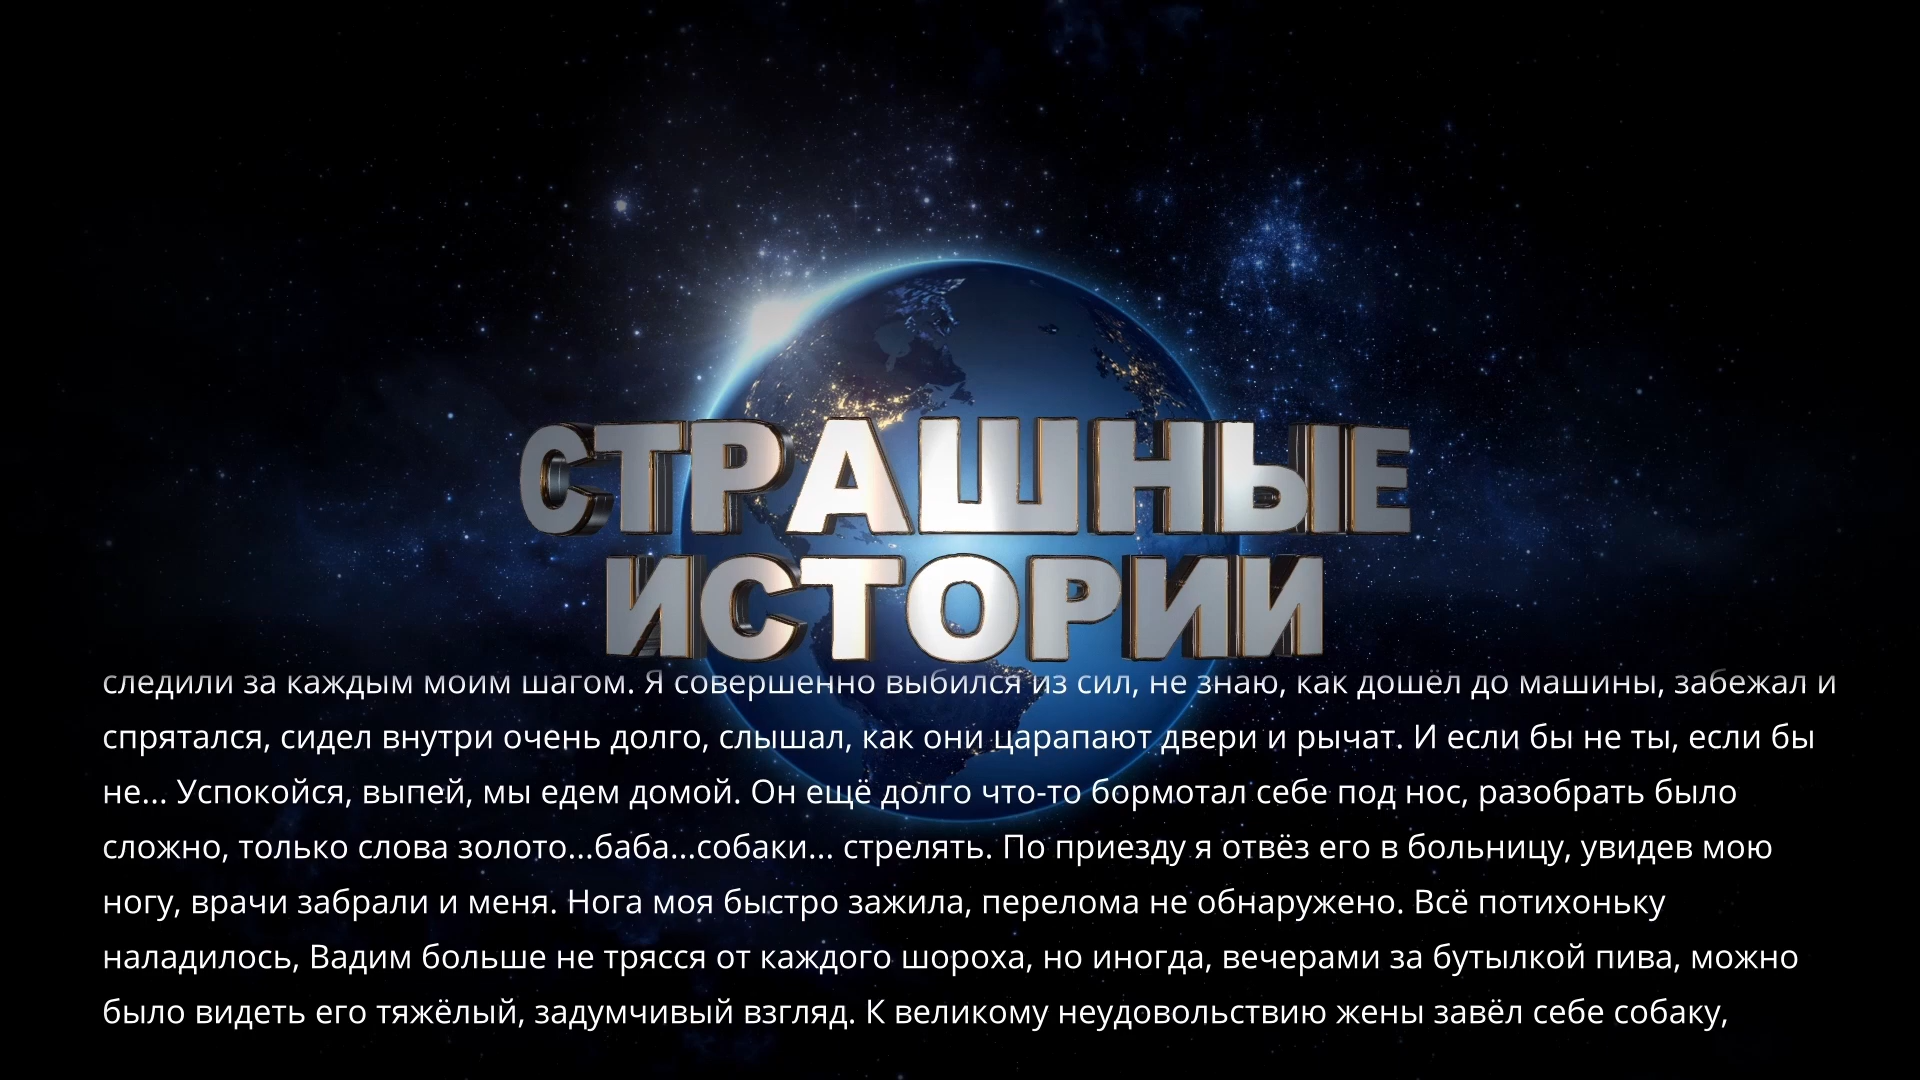 СТРАШНЫЕ
ИСТОРИИ
следили за каждым моим шагом. Я совершенно выбился из сил, не знаю, как дошёл до машины, забежал и
спрятался, сидел внутри очень долго, слышал, как они царапают двери и рычат. И если бы не ты, если бы
не... Успокойся, выпей, мы едем домой. Он ещё долго что-то бормотал себе под нос, разобрать было
сложно, только слова золото...баба...собаки... стрелять. По приезду я отвёз его в больницу, увидев мою
ногу, врачи забрали и меня. Нога моя быстро зажила, перелома не обнаружено. Всё потихоньку
наладилось, Вадим больше не трясся от каждого шороха, но иногда, вечерами за бутылкой пива, можно
было видеть его тяжёлый, задумчивый взгляд. К великому неудовольствию жены завёл себе собаку,